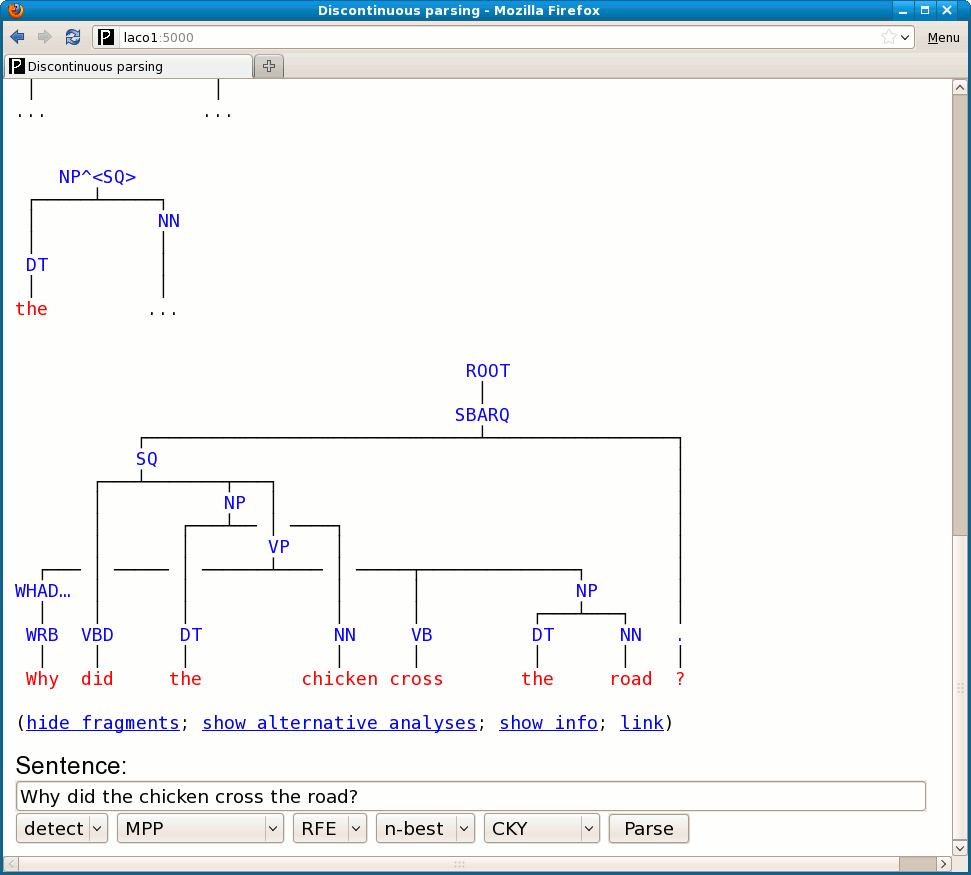 Discontinuous parsing - Mozilla Firefox
laco1:5000
Menu
Discontinuous parsing
... ...
NP^<SQ>
NN
DT
the ...
ROOT
SBARQ
SQ
NP
VP
WHAD… NP
WRB VBD DT NN VB DT NN .
Why did the chicken cross the road ?
(hide fragments; show alternative analyses; show info; link)
Sentence:
Why did the chicken cross the road?
detect MPP RFE n-best CKY Parse